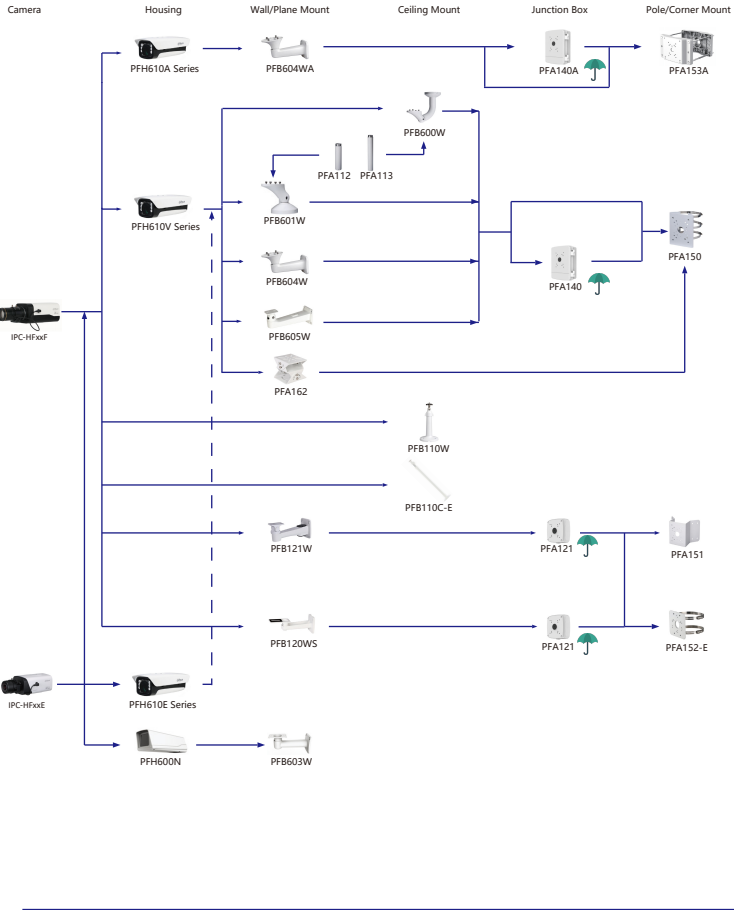 Camera Housing Wall/Plane Mount Ceiling Mount Junction Box Pole/Corner Mount
PFH610A Series PFB604WA PFA140A PFA153A
PFB600W
PFA112 PFA113
PFH610V Series PFB601W
PFA150
PFB604W PFA140
IPC-HFxxF PFB605W
PFA162
PFB110W
PFB110C-E
PFB121W PFA121 PFA151
PFB120WS PFA121 PFA152-E
IPC-HFxxE PFH610E Series
PFH600N PFB603W